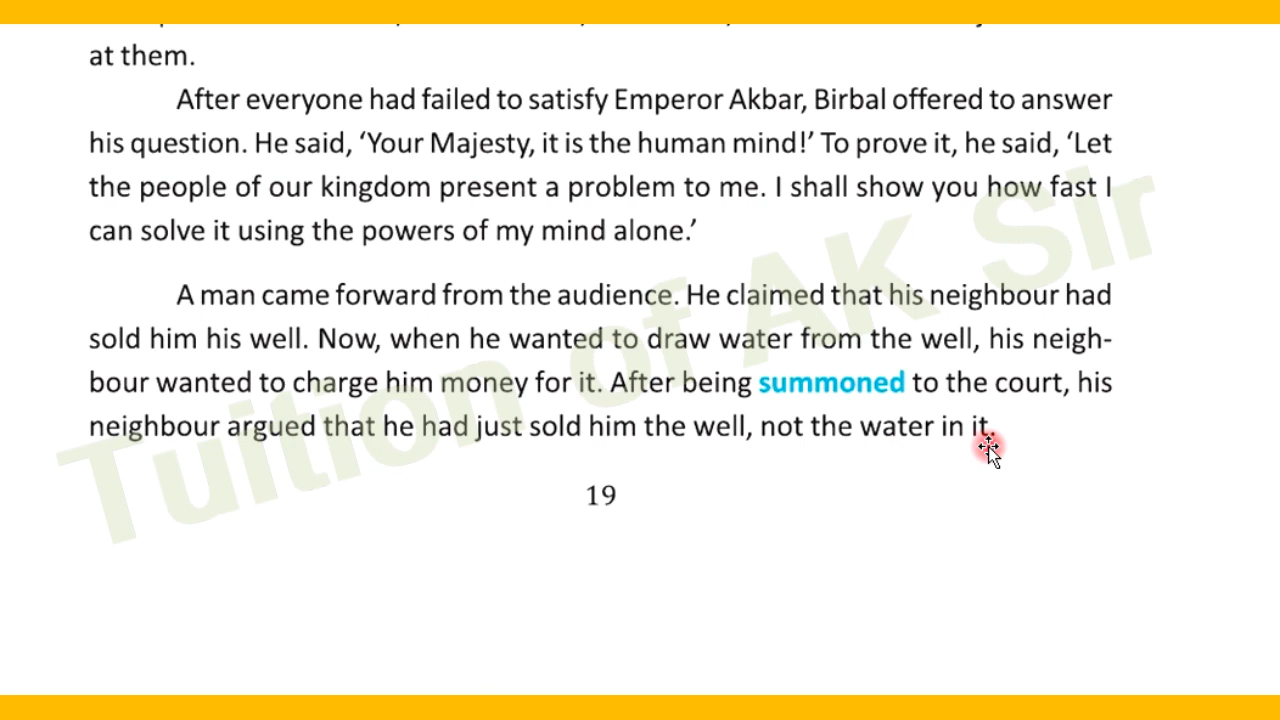 at them.
After everyone had failed to satisfy Emperor Akbar, Birbal offered to answer
his question. He said, ‘Your Majesty, it is the human mind!’ To prove it, he said, ‘Let
the people of our kingdom present a problem to me. I shall show you how fast I
can solve it using the powers of my mind alone.’
A man came forward from the audience. He claimed that his neighbour had
sold him his well. Now, when he wanted to draw water from the well, his neigh-
bour wanted to charge him money for it. After being summoned to the court, his
neighbour argued that he had just sold him the well, not the water in it.
19
Tuition of AK Sir